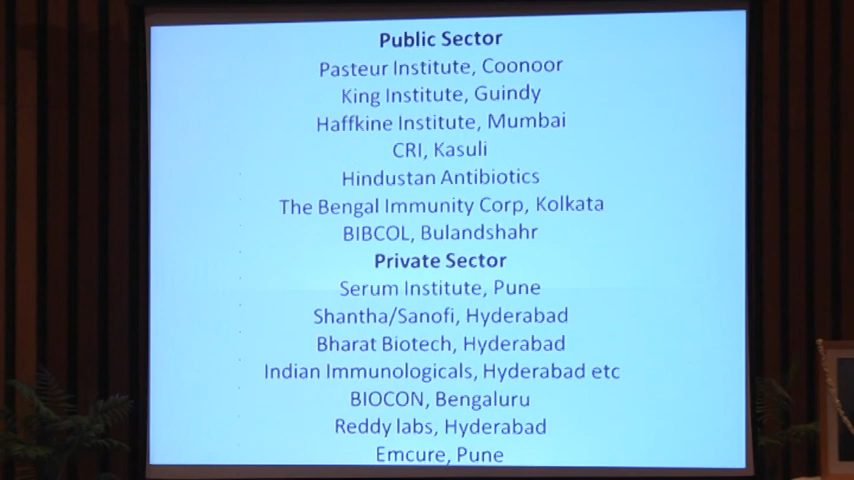 Public Sector
Pasteur Institute, Coonoor
King Institute, Guindy
Haffkine Institute, Mumbai
CRI, Kasuli
Hindustan Antibiotics
The Bengal Immunity Corp, Kolkata
BIBCOL, Bulandshahr
Private Sector
Serum Institute, Pune
Shantha/Sanofi, Hyderabad
Bharat Biotech, Hyderabad
Indian Immunologicals, Hyderabad etc
BIOCON, Bengaluru
Reddy labs, Hyderabad
Emcure, Pune